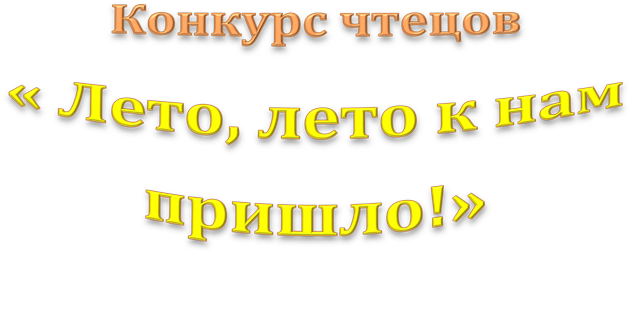 Конкурс чтецов
« Лето, лето к нам
пришло!»